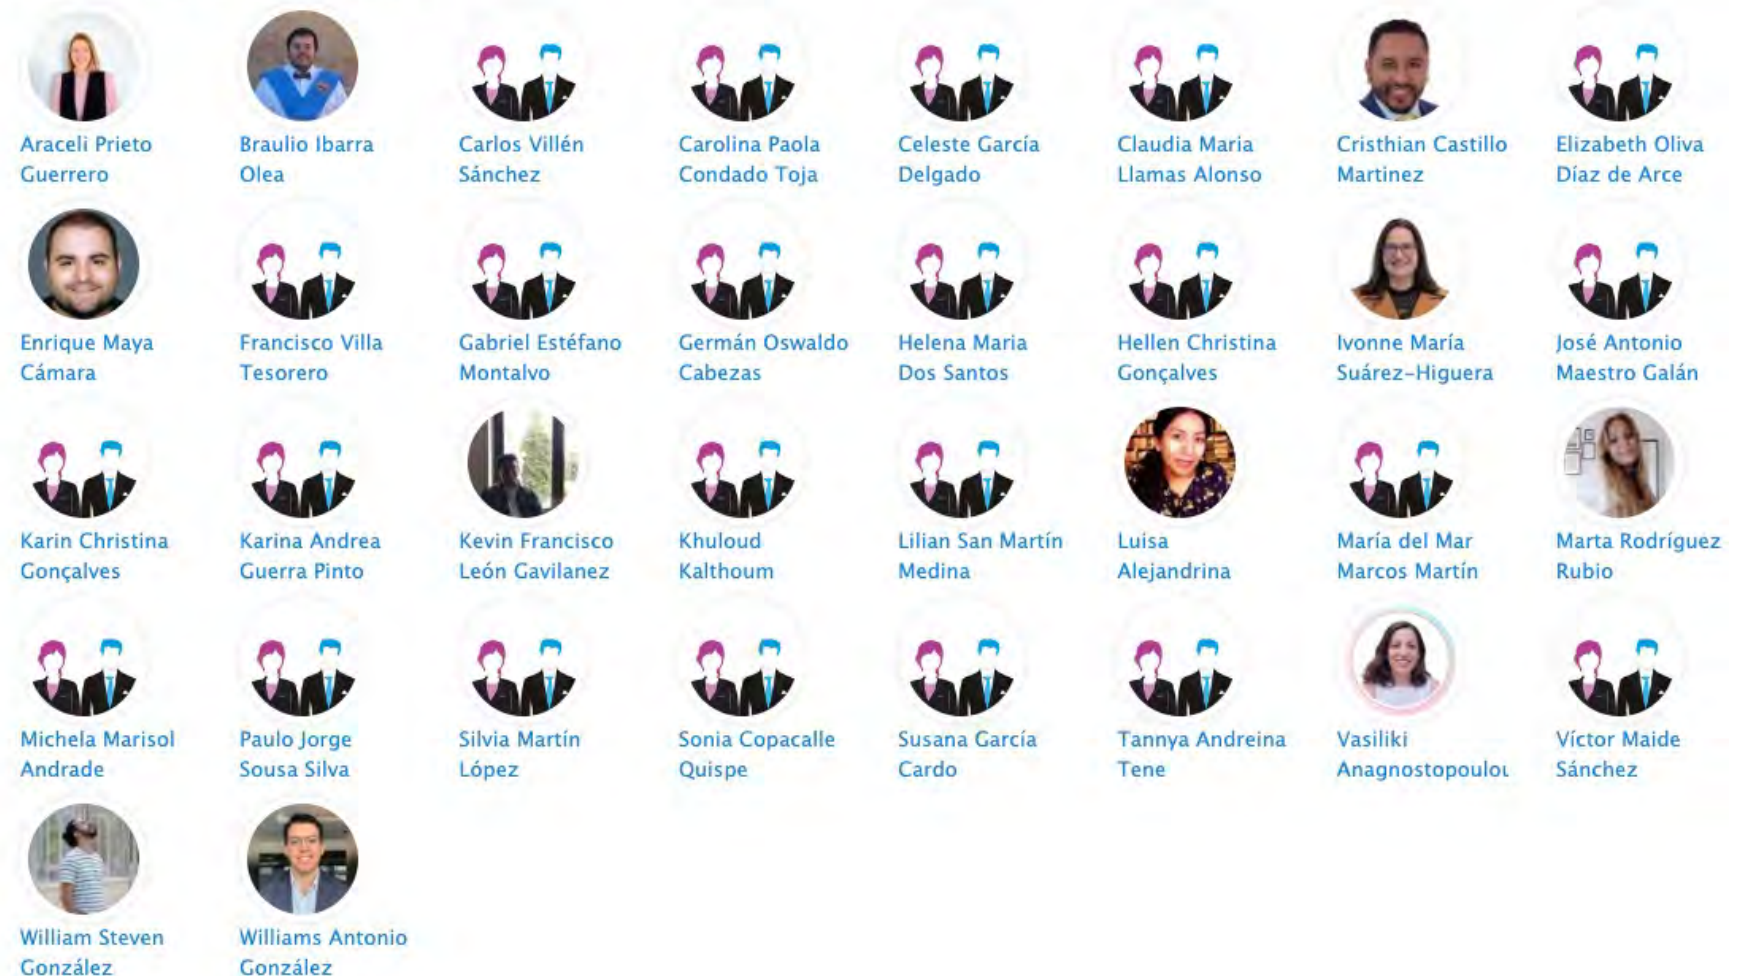 Araceli Prieto
Guerrero
Braulio Ibarra
Olea
Carlos Villén
Sánchez
Carolina Paola
Condado Toja
Celeste García
Delgado
Claudia Maria
Llamas Alonso
Cristhian Castillo
Martinez
Elizabeth Oliva
Díaz de Arce
Enrique Maya
Cámara
Francisco Villa
Tesorero
Gabriel Estéfano
Montalvo
Germán Oswaldo
Cabezas
Helena Maria
Dos Santos
Hellen Christina
Gonçalves
Ivonne María
Suárez-Higuera
José Antonio
Maestro Galán
Karin Christina
Gonçalves
Karina Andrea
Guerra Pinto
Kevin Francisco
León Gavilanez
Khuloud
Kalthoum
Lilian San Martín
Medina
Luisa
Alejandrina
María del Mar
Marcos Martín
Marta Rodríguez
Rubio
Michela Marisol
Andrade
Paulo Jorge
Sousa Silva
Silvia Martín
López
Sonia Copacalle
Quispe
Susana García
Cardo
Tannya Andreina
Tene
Vasiliki
Anagnostopoulou
Víctor Maide
Sánchez
William Steven
González
Williams Antonio
González